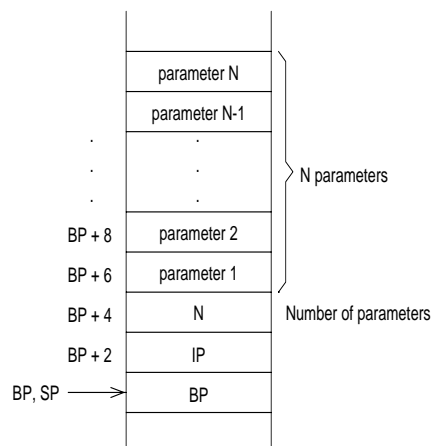 parameter N
parameter N-1
. .
. .
N parameters
. .
BP + 8 parameter 2
BP + 6 parameter 1
BP + 4 N Number of parameters
BP + 2 IP
BP, SP BP